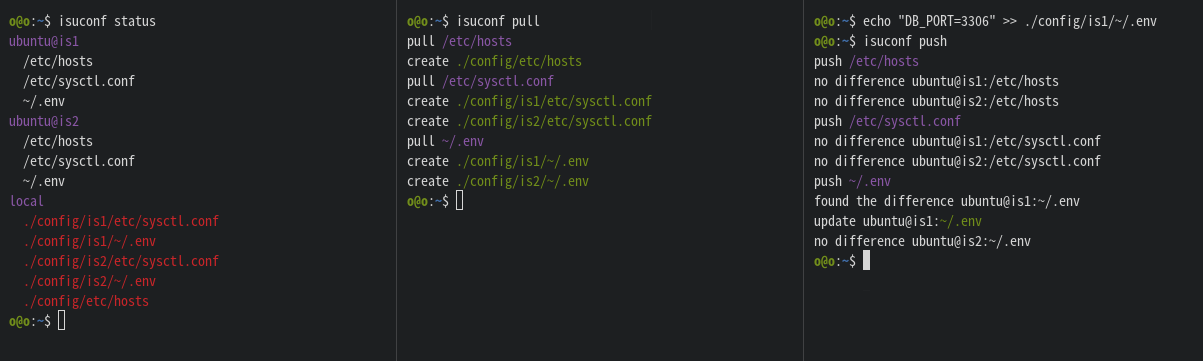 o@o:~$ isuconf status
ubuntu@is1
/etc/hosts
/etc/sysctl.conf
~/.env
ubuntu@is2
/etc/hosts
/etc/sysctl.conf
~/.env
local
./config/is1/etc/sysctl.conf
./config/is1/~/.env
./config/is2/etc/sysctl.conf
./config/is2/~/.env
./config/etc/hosts
o@o:~$
o@o:~$ isuconf pull
pull /etc/hosts
create ./config/etc/hosts
pull /etc/sysctl.conf
create ./config/is1/etc/sysctl.conf
create ./config/is2/etc/sysctl.conf
pull ~/.env
create ./config/is1/~/.env
create ./config/is2/~/.env
o@o:~$
o@o:~$ echo "DB_PORT=3306" >> ./config/is1/~/.env
o@o:~$ isuconf push
push /etc/hosts
no difference ubuntu@is1:/etc/hosts
no difference ubuntu@is2:/etc/hosts
push /etc/sysctl.conf
no difference ubuntu@is1:/etc/sysctl.conf
no difference ubuntu@is2:/etc/sysctl.conf
push ~/.env
found the difference ubuntu@is1:~/.env
update ubuntu@is1:~/.env
no difference ubuntu@is2:~/.env
o@o:~$